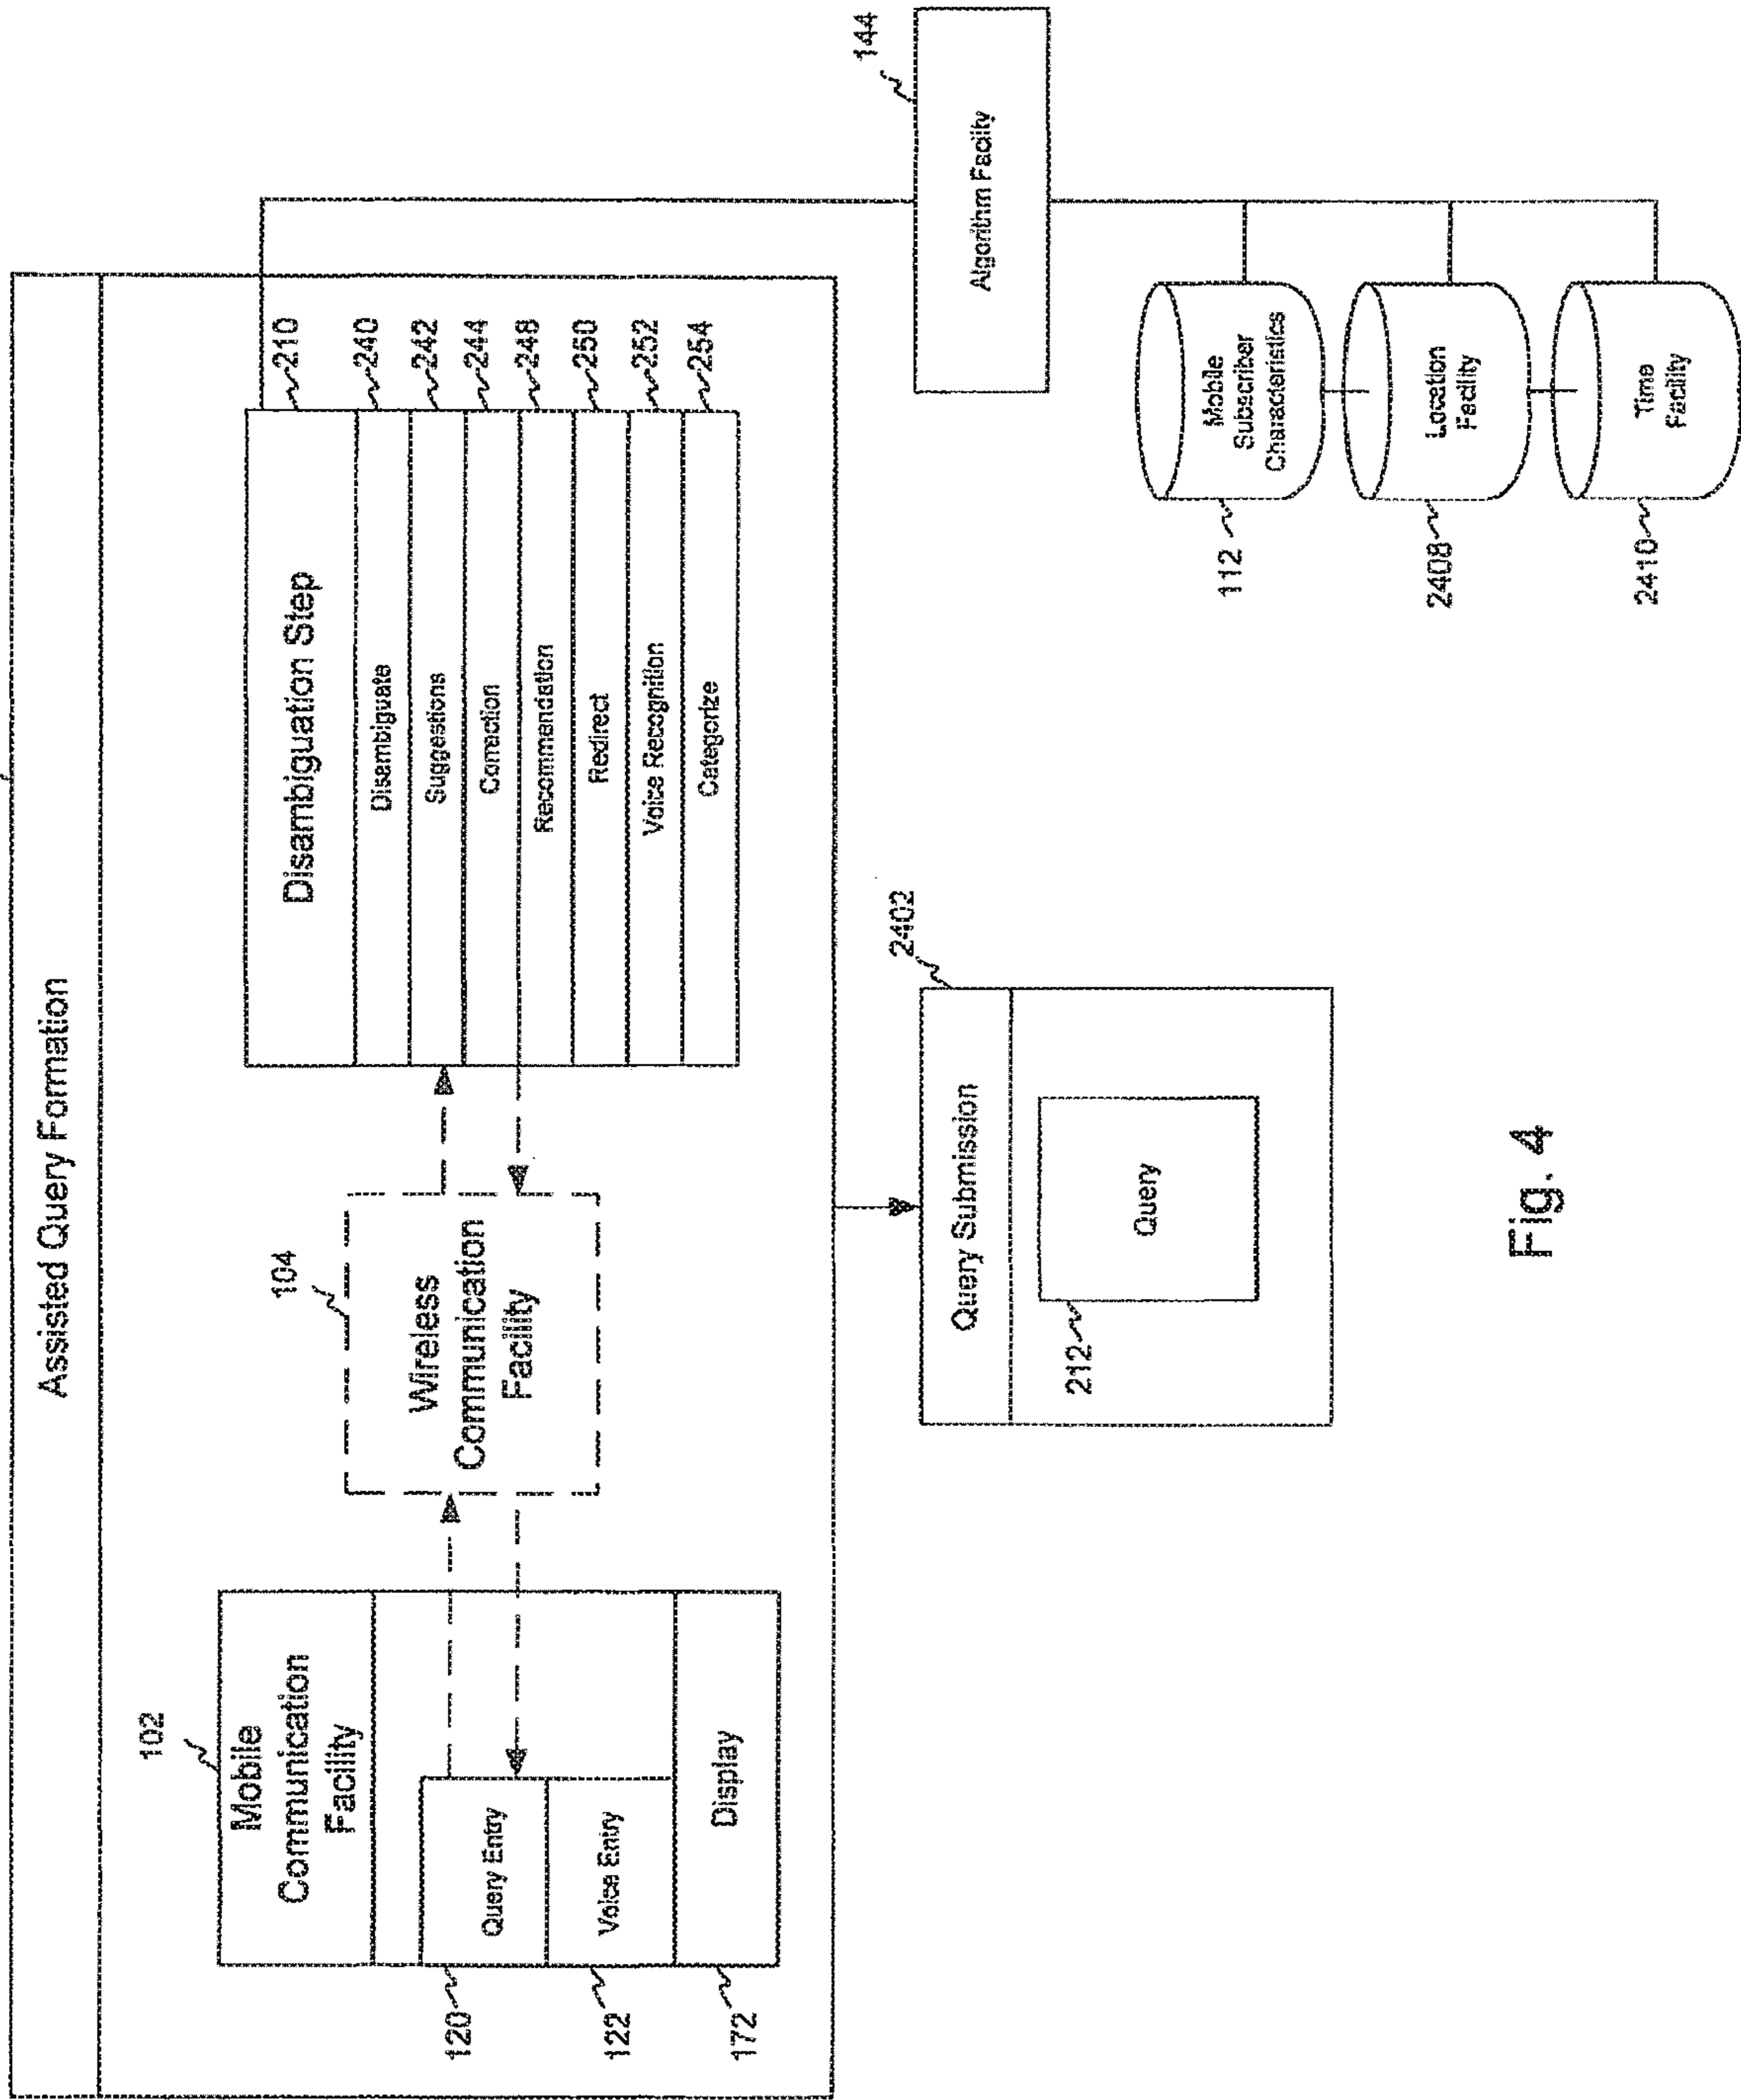 Assisted Query Formation
102
Mobile
Communication
Facility
120
Query Entry
122
Voice Entry
172
Display
104
Wireless
Communication
Facility
Disambiguation Step
210
Disambiguate
240
Suggestions
242
Correction
244
Recommendation
248
Redirect
250
Voice Recognition
252
Categorize
254
2402
Query Submission
212
Query
144
Algorithm Facility
112
Mobile
Subscriber
Characteristics
2408
Location
Facility
2410
Time
Facility
Fig. 4